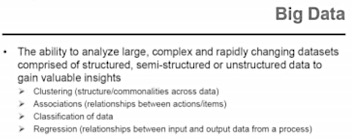 Big Data
• The ability to analyze large, complex and rapidly changing datasets
comprised of structured, semi-structured or unstructured data to
gain valuable insights
➢ Clustering (structure/commonalities across data)
➢ Associations (relationships between actions/items)
➢ Classification of data
➢ Regression (relationships between input and output data from a process)